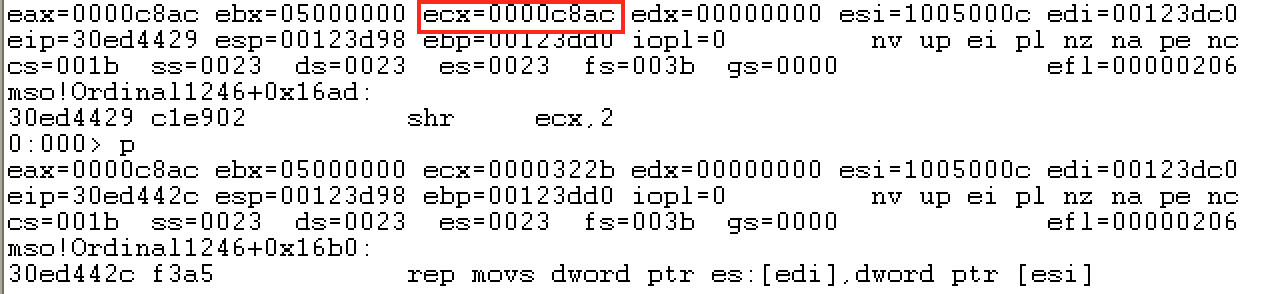 eax=0000c8ac ebx=05000000 ecx=0000c8ac edx=00000000 esi=1005000c edi=00123dc0
eip=30ed4429 esp=00123d98 ebp=00123dd0 iopl=0         nv up ei pl nz na pe nc
cs=001b  ss=0023  ds=0023  es=0023  fs=003b  gs=0000             efl=00000206
mso!Ordinal1246+0x16ad:
30ed4429 c1e902          shr     ecx,2
0:000> p
eax=0000c8ac ebx=05000000 ecx=0000322b edx=00000000 esi=1005000c edi=00123dc0
eip=30ed442c esp=00123d98 ebp=00123dd0 iopl=0         nv up ei pl nz na pe nc
cs=001b  ss=0023  ds=0023  es=0023  fs=003b  gs=0000             efl=00000206
mso!Ordinal1246+0x16b0:
30ed442c f3a5            rep movs dword ptr es:[edi],dword ptr [esi]